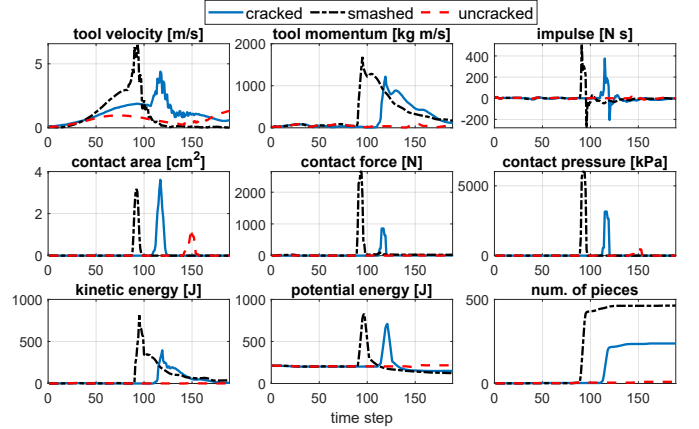 cracked smashed uncracked
tool velocity [m/s] tool momentum [kg m/s] impulse [N s]
5
0
0 50 100 150
2000
1000
0
0 50 100 150
400
200
0
-200
0 50 100 150
contact area [cm²] contact force [N] contact pressure [kPa]
4
2
0
0 50 100 150
2000
1000
0
0 50 100 150
5000
0
0 50 100 150
kinetic energy [J] potential energy [J] num. of pieces
1000
500
0
0 50 100 150
1000
500
0
0 50 100 150
500
0
0 50 100 150
time step